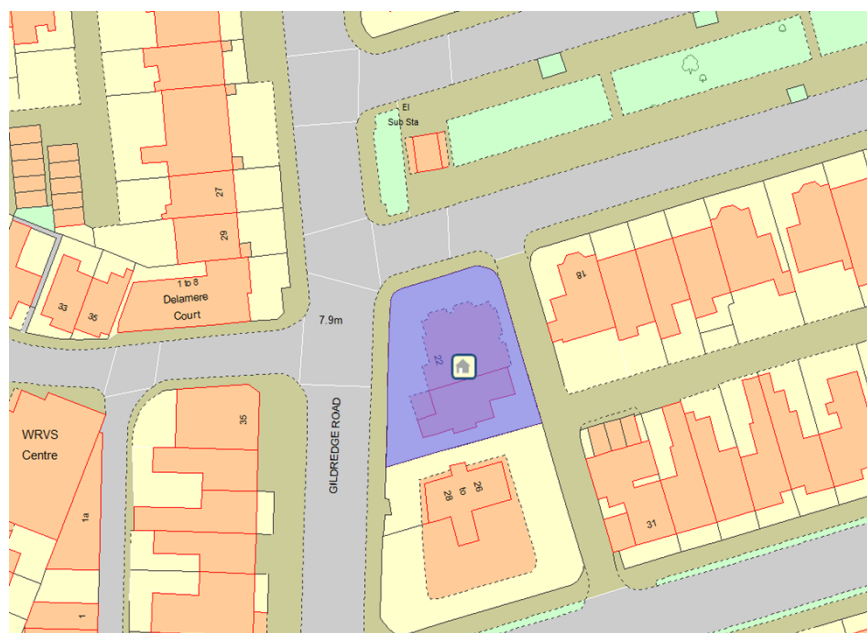 El
Sub Sta
27
29
18
1 to 8
Delamere
Court
33
35
7.9m
22
35
GILDREDGE ROAD
WRVS
Centre
26
to
28
1a
31
1